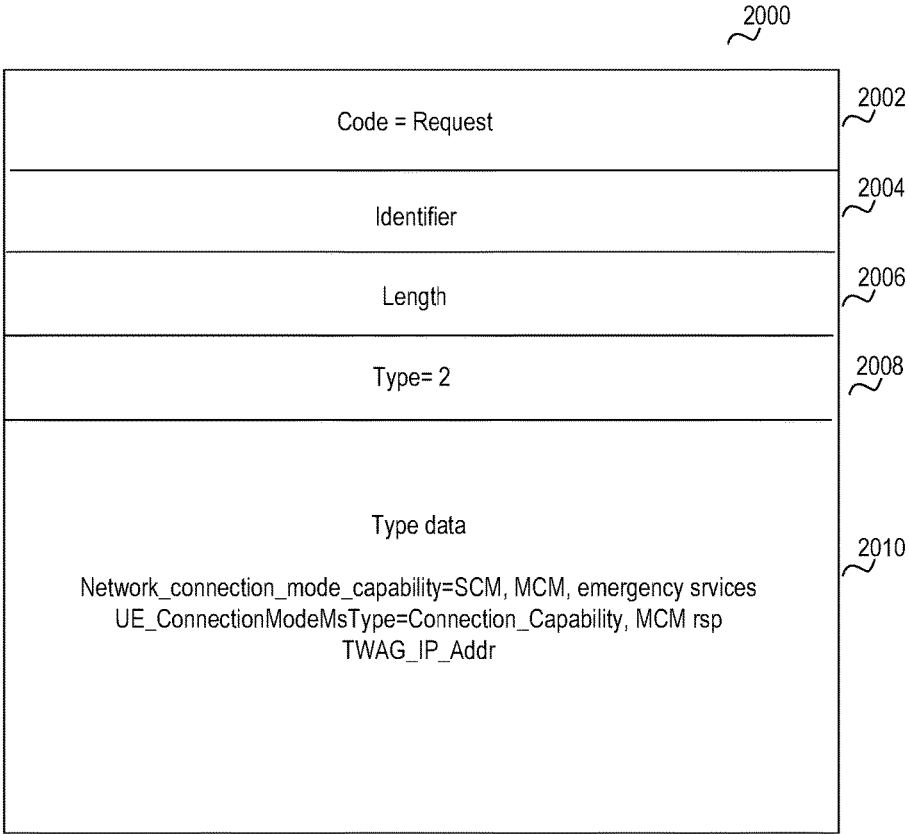 2000
Code = Request
2002
Identifier
2004
Length
2006
Type= 2
2008
Type data
Network_connection_mode_capability=SCM, MCM, emergency srvices
UE_ConnectionModeMsType=Connection_Capability, MCM rsp
TWAG_IP_Addr
2010